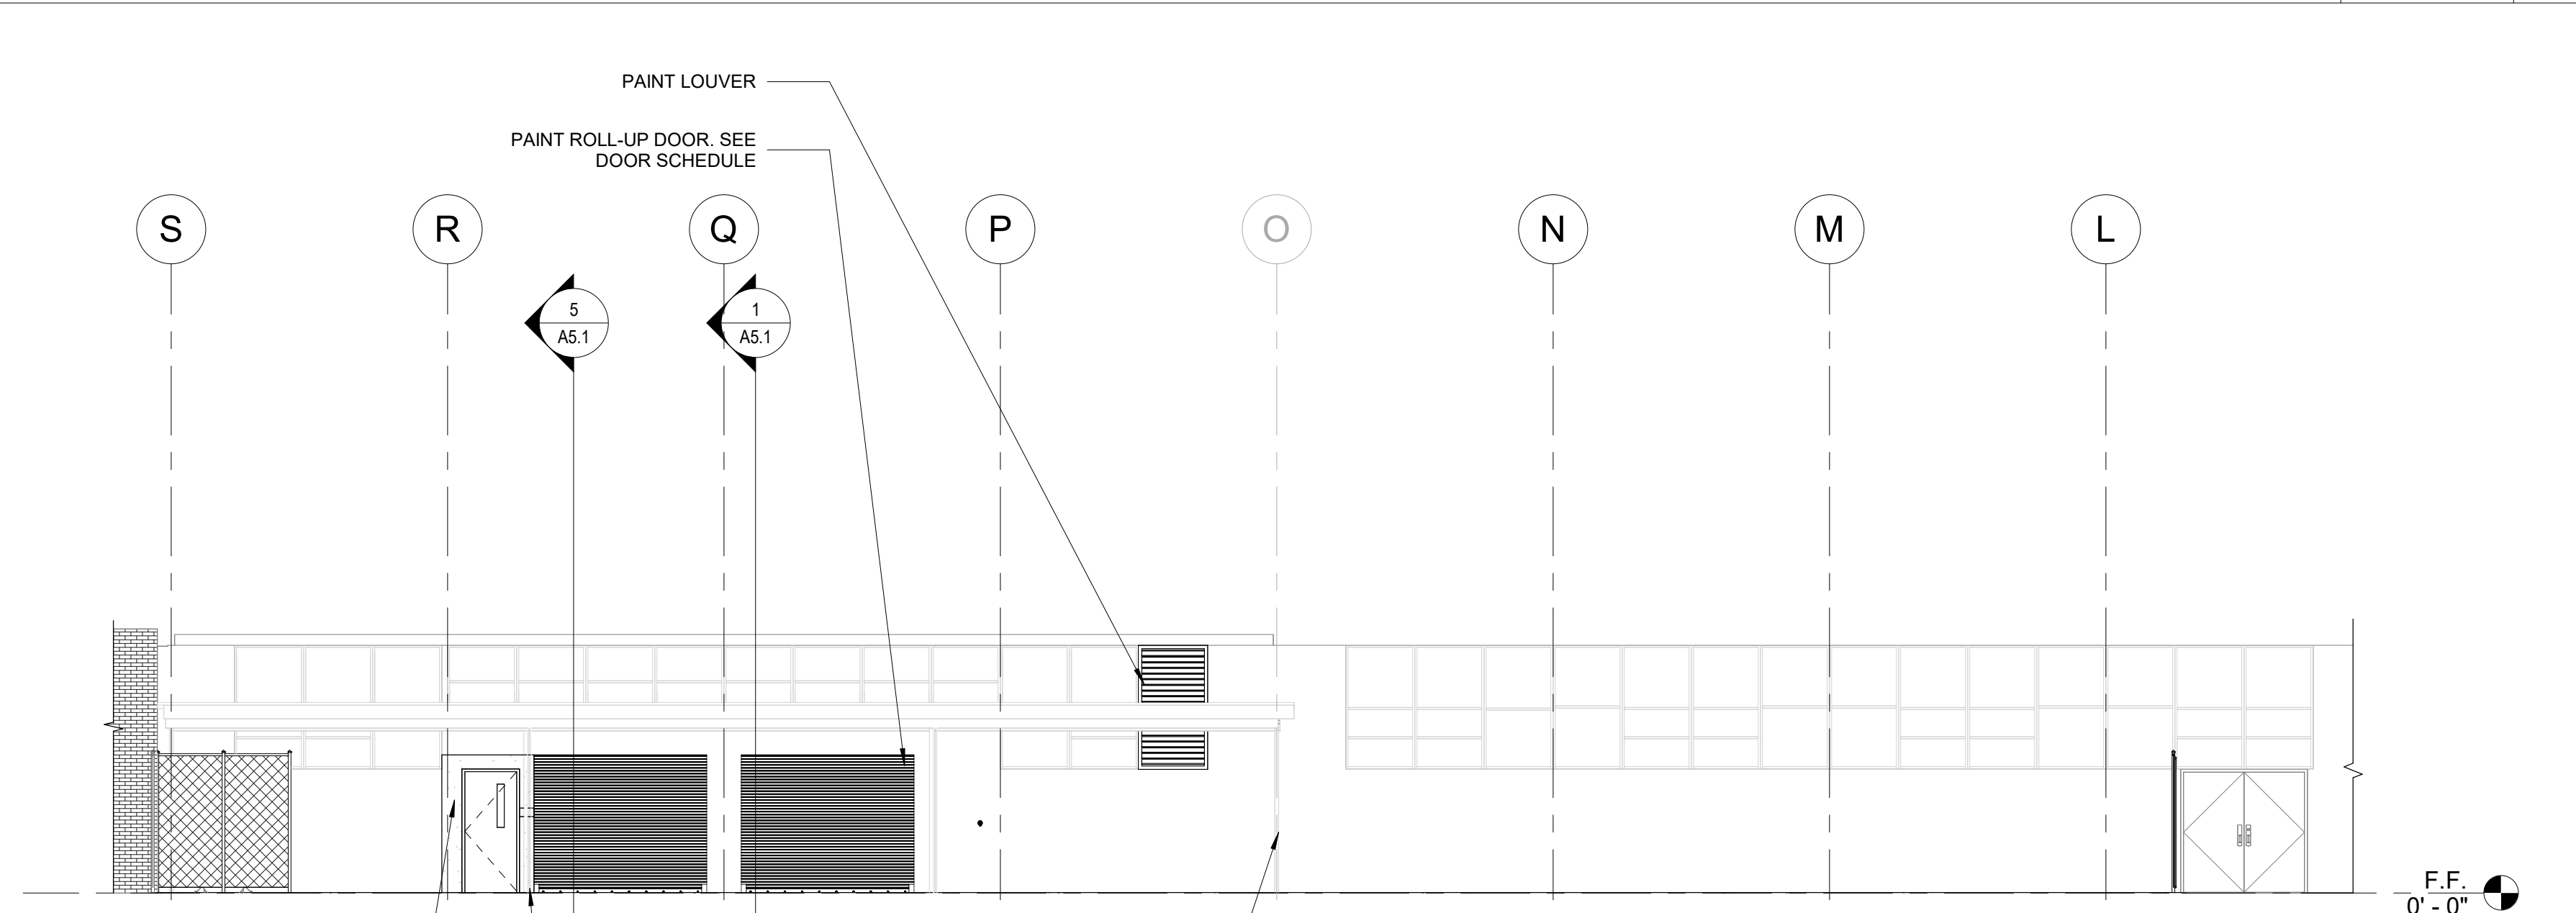 PAINT LOUVER
PAINT ROLL-UP DOOR. SEE
DOOR SCHEDULE
S
R
Q
P
O
N
M
L
5
A5.1
1
A5.1
F.F.
0' - 0"